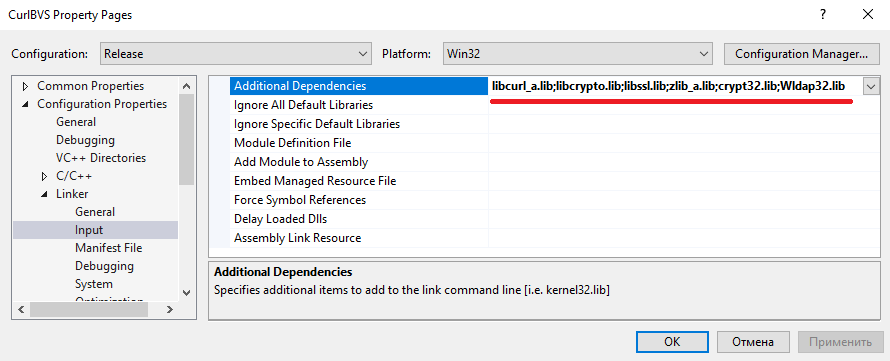 CurlBVS Property Pages
? ×
Configuration: Release Platform: Win32 Configuration Manager...
Common Properties
Configuration Properties
General
Debugging
VC++ Directories
C/C++
Linker
General
Input
Manifest File
Debugging
System
Optimization
Additional Dependencies libcurl_a.lib;libcrypto.lib;libssl.lib;zlib_a.lib;crypt32.lib;Wldap32.lib
Ignore All Default Libraries
Ignore Specific Default Libraries
Module Definition File
Add Module to Assembly
Embed Managed Resource File
Force Symbol References
Delay Loaded Dlls
Assembly Link Resource
Additional Dependencies
Specifies additional items to add to the link command line [i.e. kernel32.lib]
OK Отмена Применить